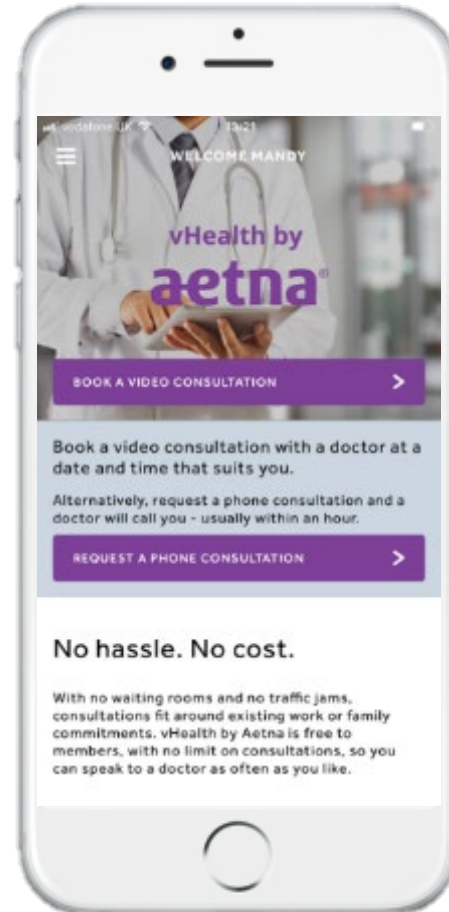 vodafone UK 13:21
WELCOME MANDY
vHealth by
aetna®
BOOK A VIDEO CONSULTATION
Book a video consultation with a doctor at a
date and time that suits you.
Alternatively, request a phone consultation and a
doctor will call you - usually within an hour.
REQUEST A PHONE CONSULTATION
No hassle. No cost.
With no waiting rooms and no traffic jams,
consultations fit around existing work or family
commitments. vHealth by Aetna is free to
members, with no limit on consultations, so you
can speak to a doctor as often as you like.